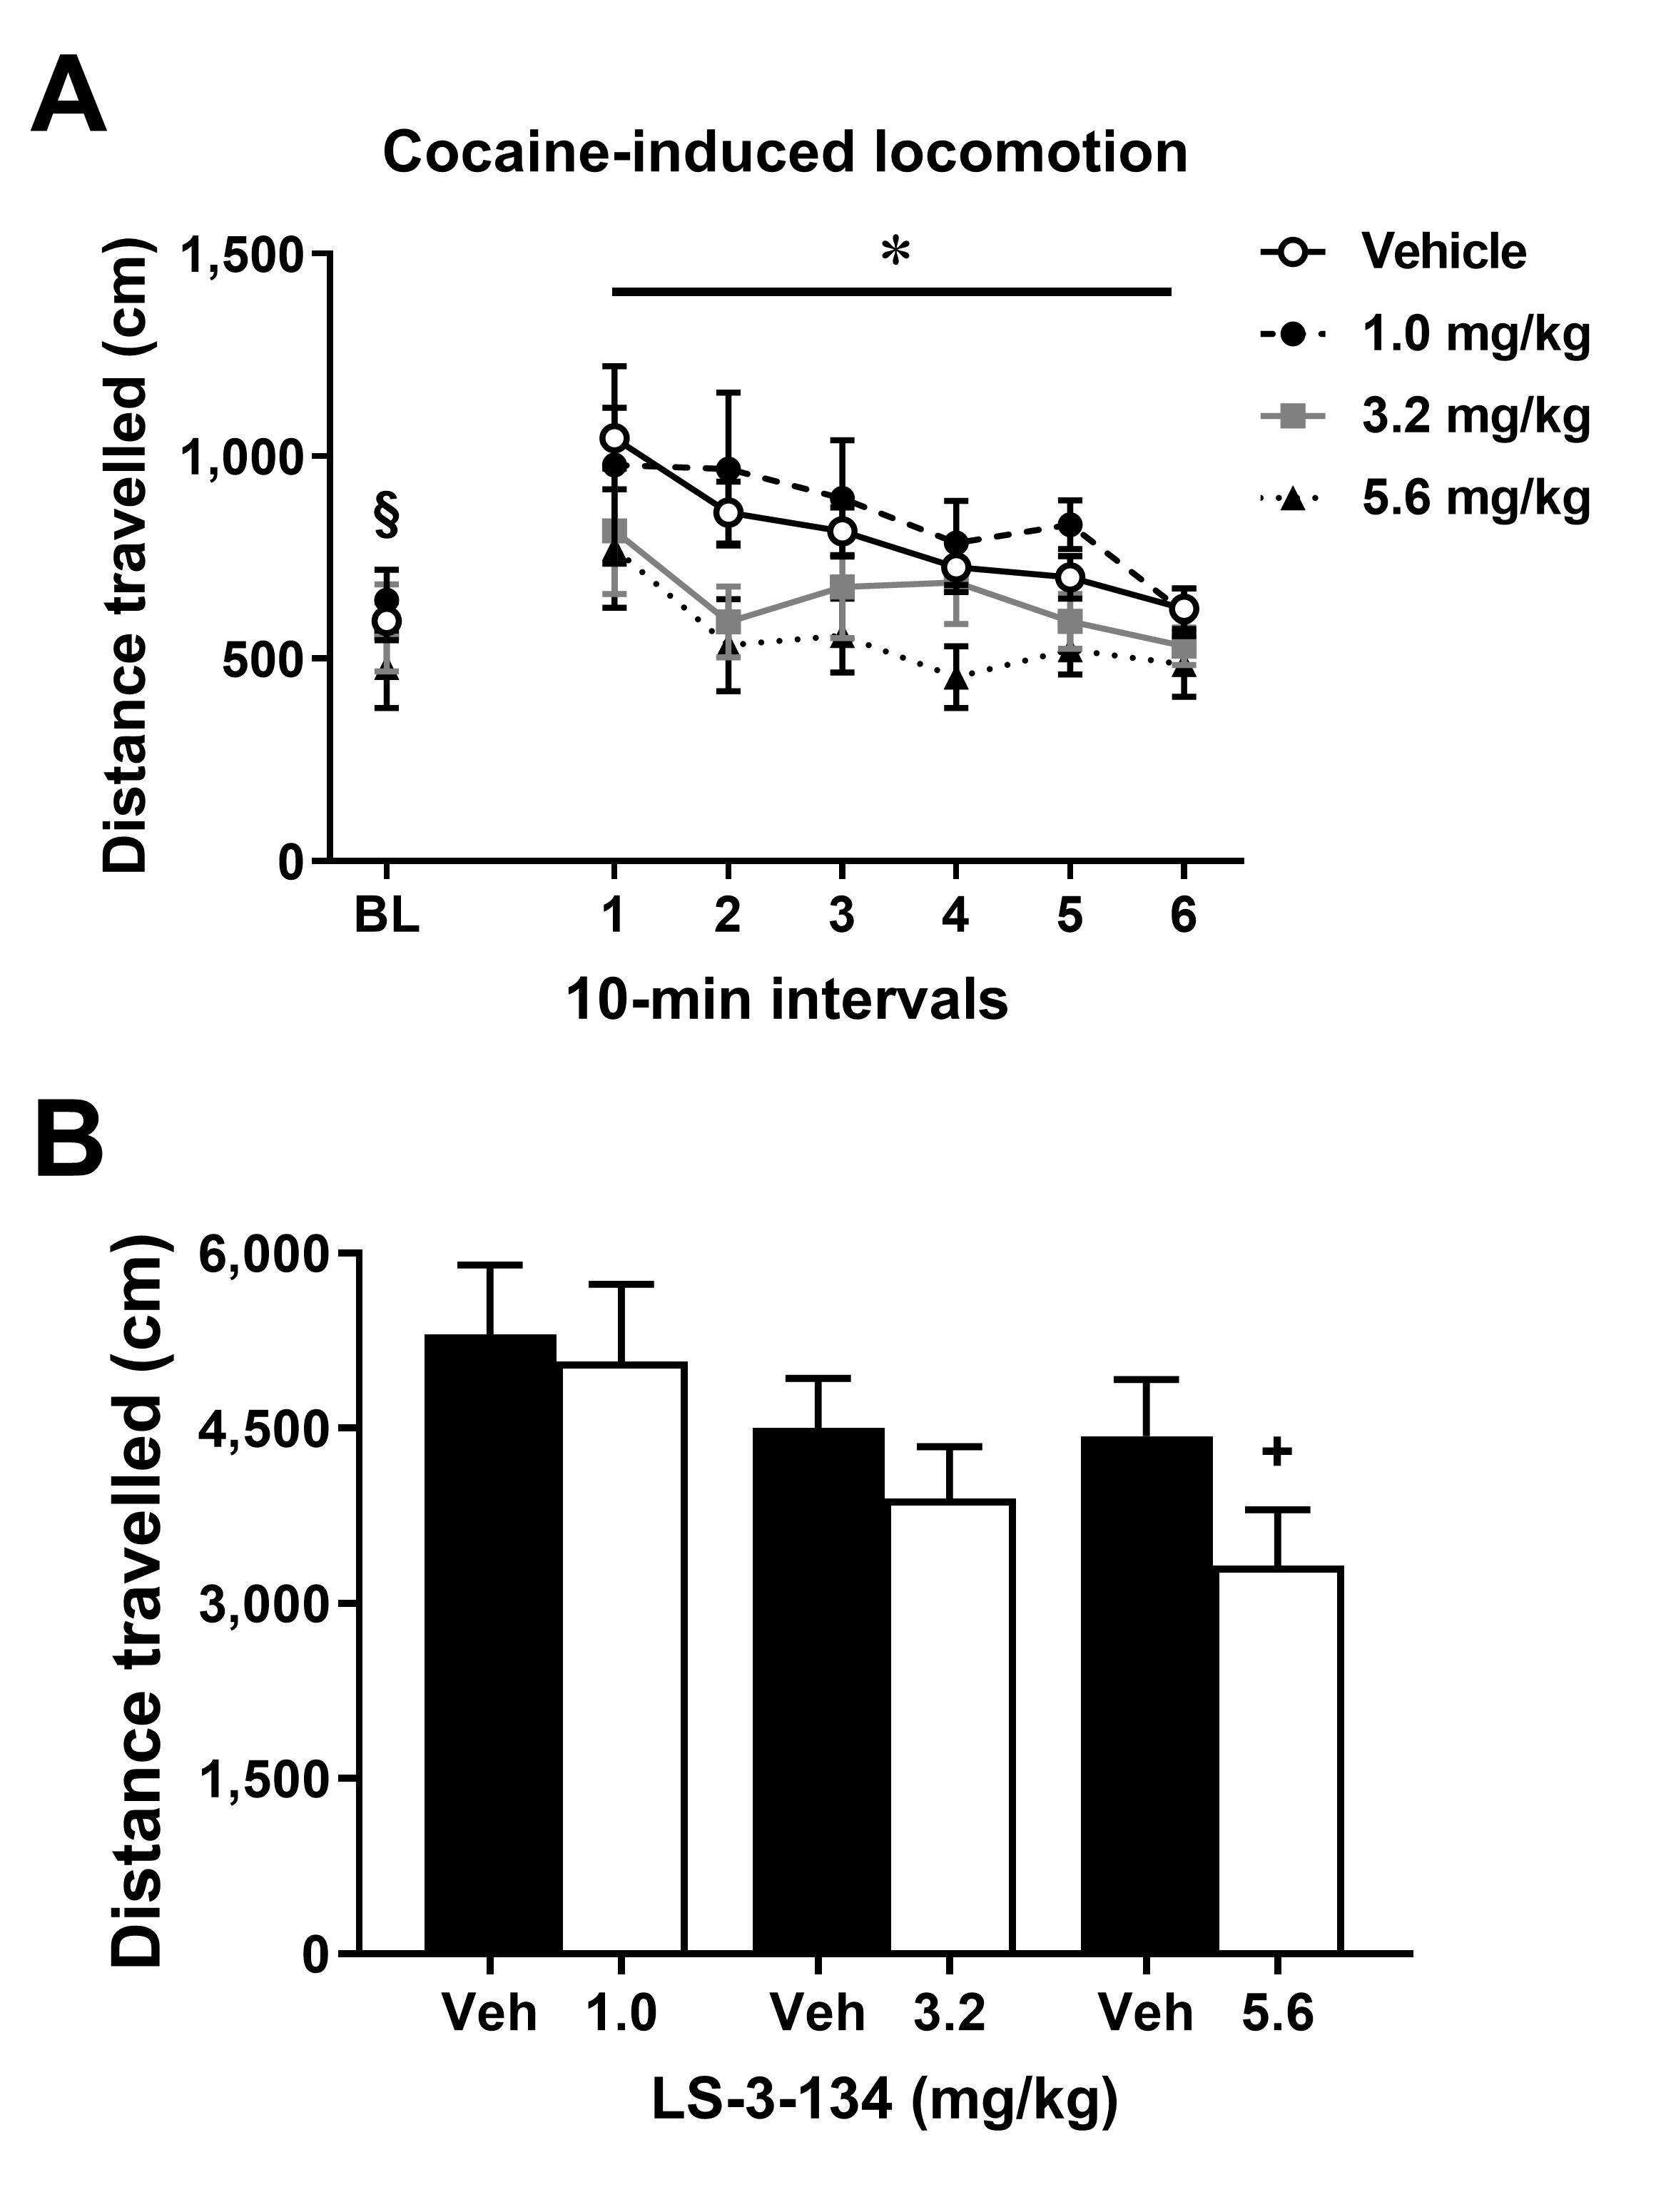 A
Cocaine-induced locomotion
Distance travelled (cm)
1,500
1,000
500
0
§
*
Vehicle
1.0 mg/kg
3.2 mg/kg
5.6 mg/kg
BL 1 2 3 4 5 6
10-min intervals
B
Distance travelled (cm)
6,000
4,500
3,000
1,500
0
+
Veh 1.0 Veh 3.2 Veh 5.6
LS-3-134 (mg/kg)